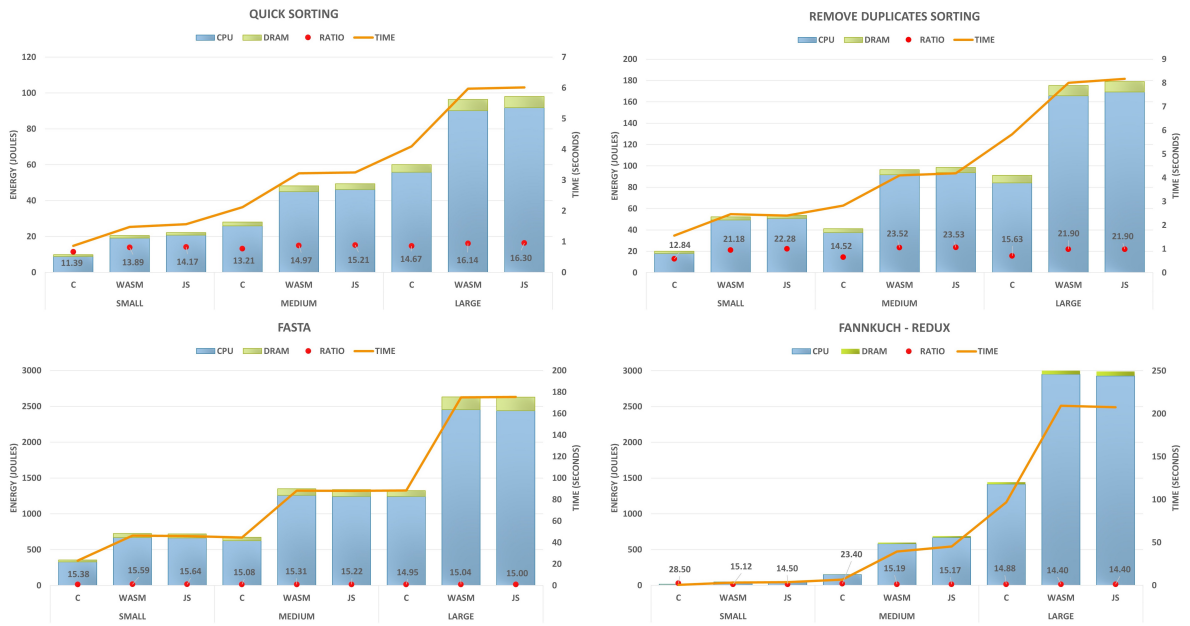 QUICK SORTING
CPU DRAM RATIO TIME
120
100
80
60
40
20
0
ENERGY (JOULES)
7
6
5
4
3
2
1
0
TIME (SECONDS)
11.39 13.89 14.17 13.21 14.97 15.21 14.67 16.14 16.30
C WASM JS C WASM JS C WASM JS
SMALL MEDIUM LARGE
REMOVE DUPLICATES SORTING
CPU DRAM RATIO TIME
200
180
160
140
120
100
80
60
40
20
0
ENERGY (JOULES)
9
8
7
6
5
4
3
2
1
0
TIME (SECONDS)
12.84 21.18 22.28 14.52 23.52 23.53 15.63 21.90 21.90
C WASM JS C WASM JS C WASM JS
SMALL MEDIUM LARGE
FASTA
CPU DRAM RATIO TIME
3000
2500
2000
1500
1000
500
0
ENERGY (JOULES)
200
180
160
140
120
100
80
60
40
20
0
TIME (SECONDS)
15.38 15.59 15.64 15.08 15.31 15.22 14.95 15.04 15.00
C WASM JS C WASM JS C WASM JS
SMALL MEDIUM LARGE
FANNKUCH - REDUX
CPU DRAM RATIO TIME
3000
2500
2000
1500
1000
500
0
ENERGY (JOULES)
250
200
150
100
50
0
TIME (SECONDS)
28.50 15.12 14.50 23.40 15.19 15.17 14.88 14.40 14.40
C WASM JS C WASM JS C WASM JS
SMALL MEDIUM LARGE